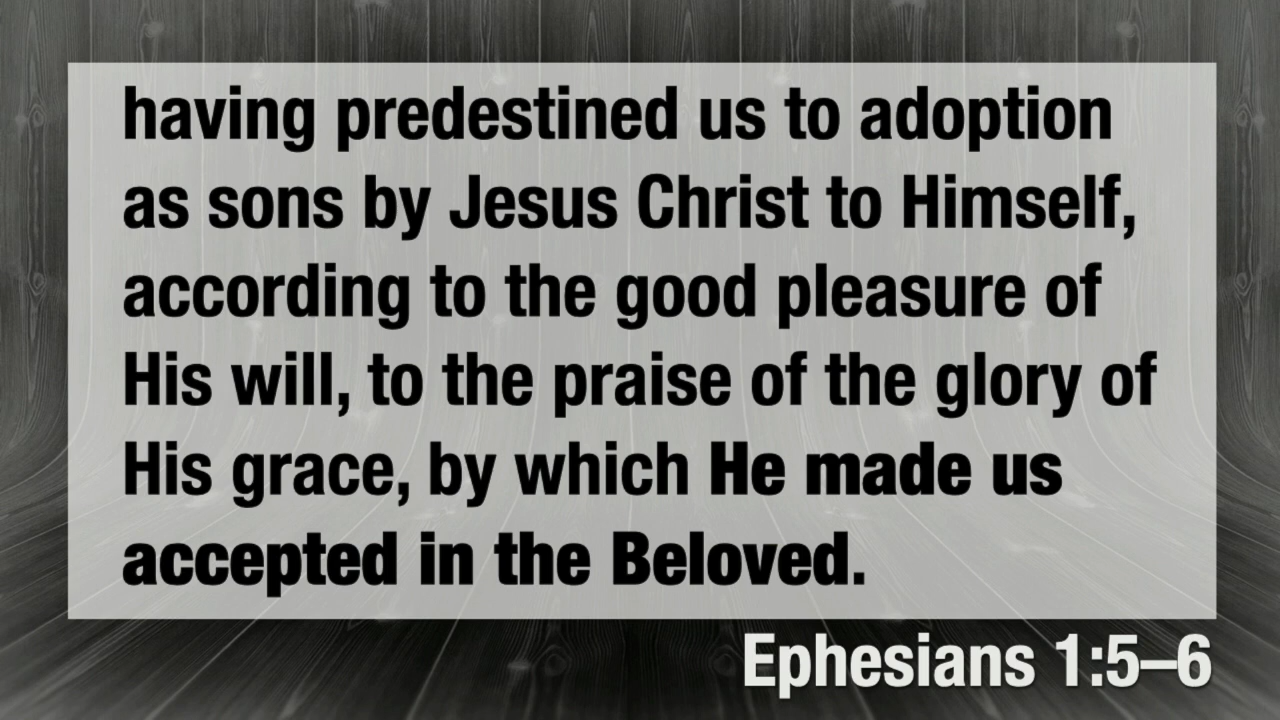 having predestined us to adoption
as sons by Jesus Christ to Himself,
according to the good pleasure of
His will, to the praise of the glory of
His grace, by which He made us
accepted in the Beloved.
Ephesians 1:5–6